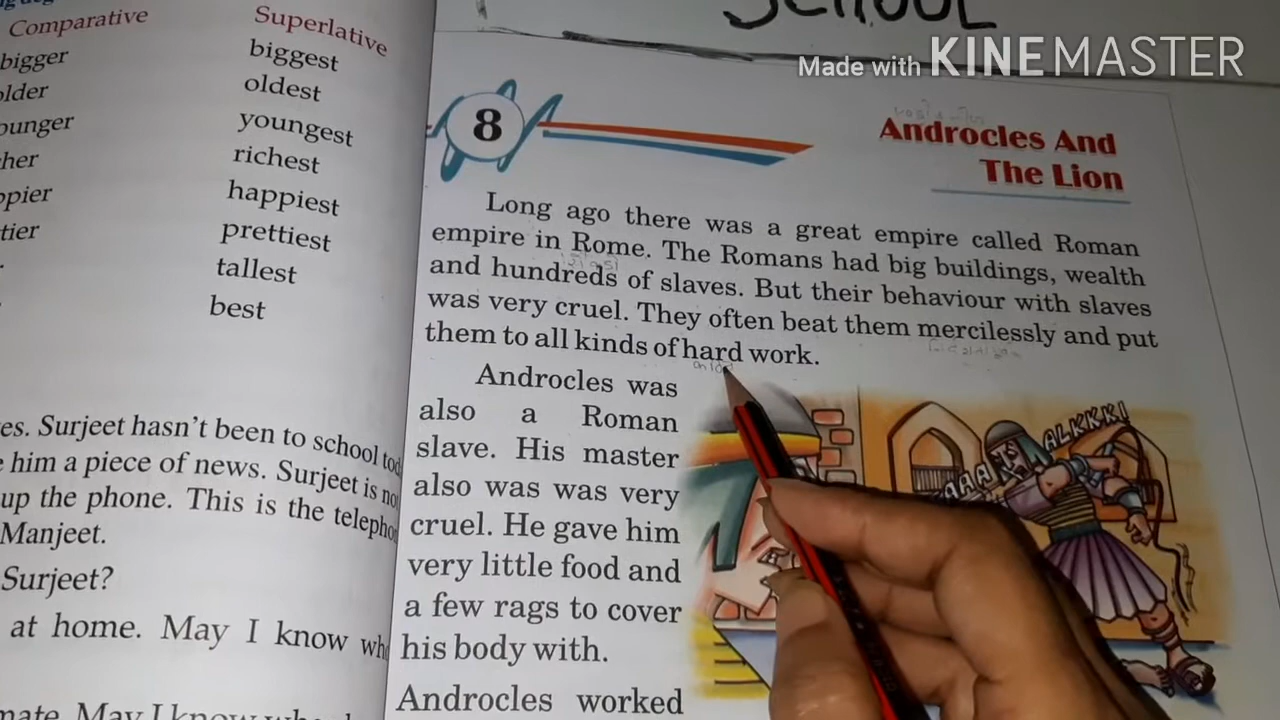 SCHOOL
Made with KINEMASTER
Comparative Superlative
bigger biggest
older oldest
younger youngest
richest
happiest
prettiest
tallest
best
Surjeet hasn't been to school
him a piece of news. Surjeet is
up the phone. This is the
Manjeet.
Surjeet?
at home. May I know
May I know
8
Androcles And
The Lion
Long ago there was a great empire called Roman
empire in Rome. The Romans had big buildings, wealth
and hundreds of slaves. But their behaviour with slaves
was very cruel. They often beat them mercilessly and put
them to all kinds of hard work.
Androcles was
also a Roman
slave. His master
also was was very
cruel. He gave him
very little food and
a few rags to cover
his body with.
Androcles worked
ALKKK!